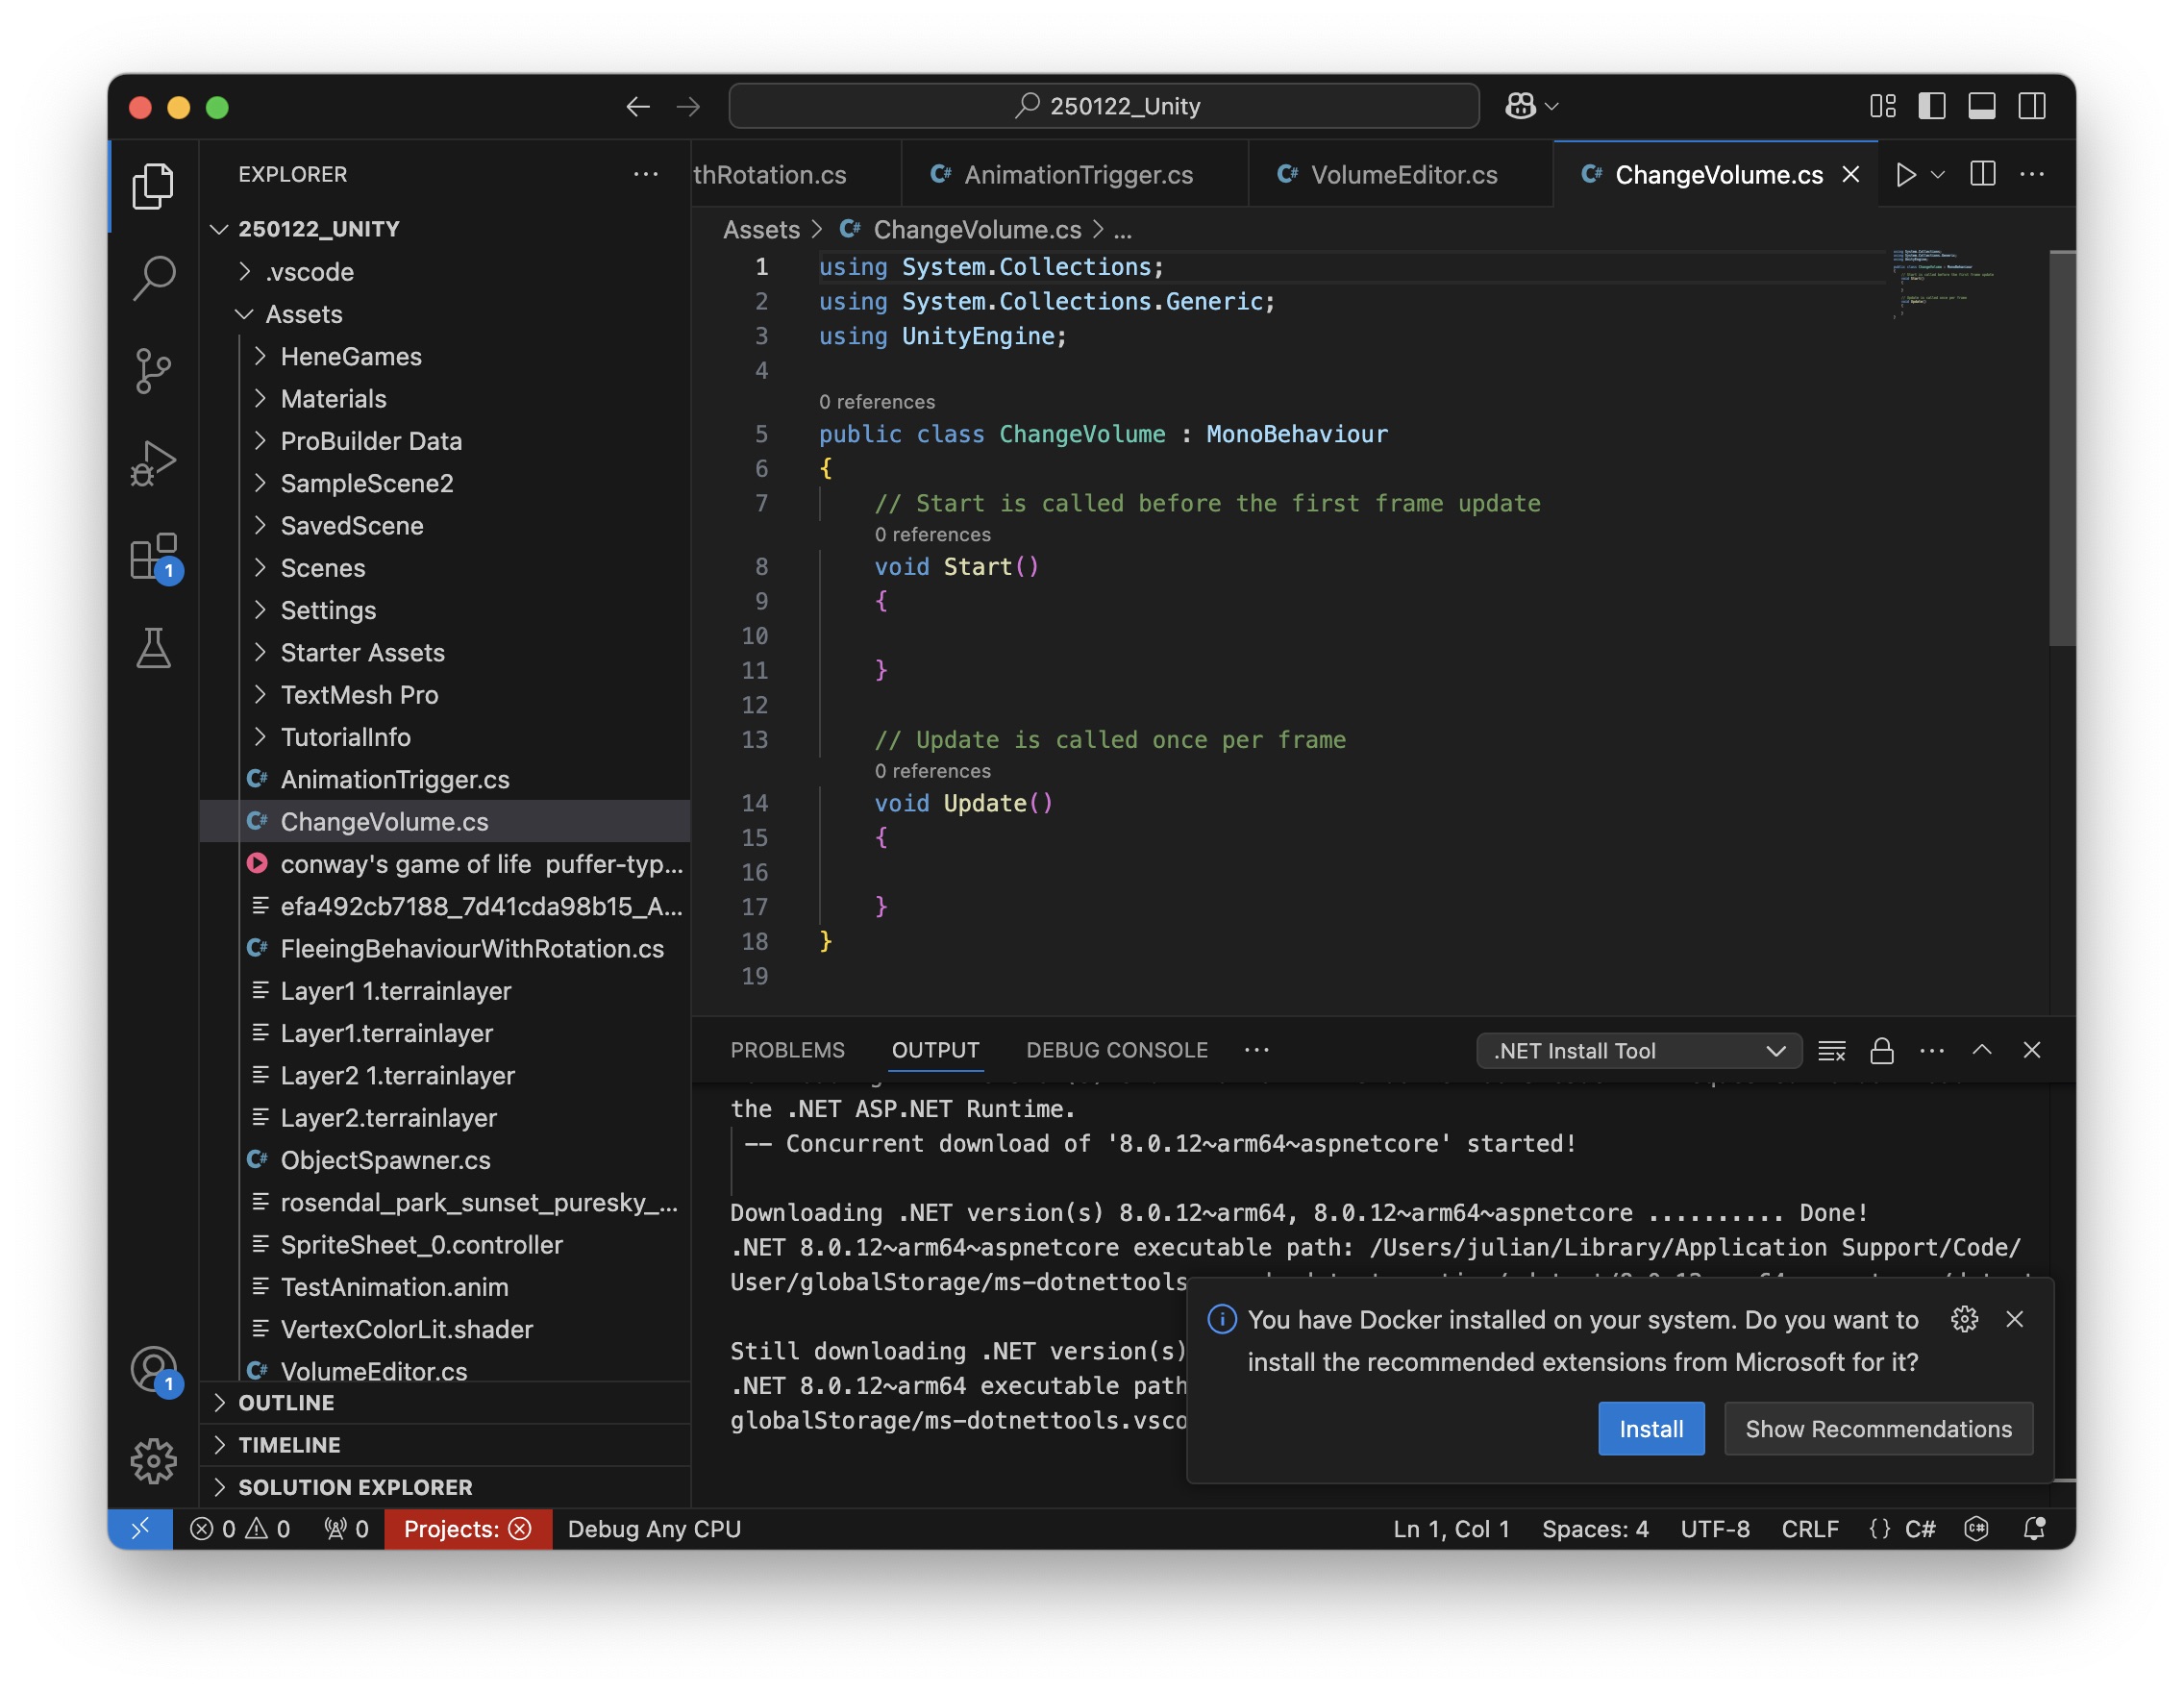 250122_Unity
EXPLORER
250122_UNITY
.vscode
Assets
HeneGames
Materials
ProBuilder Data
SampleScene2
SavedScene
Scenes
Settings
Starter Assets
TextMesh Pro
TutorialInfo
AnimationTrigger.cs
ChangeVolume.cs
conway's game of life puffer-typ...
efa492cb7188_7d41cda98b15_A...
FleeingBehaviourWithRotation.cs
Layer1 1.terrainlayer
Layer1.terrainlayer
Layer2 1.terrainlayer
Layer2.terrainlayer
ObjectSpawner.cs
rosendal_park_sunset_puresky_...
SpriteSheet_0.controller
TestAnimation.anim
VertexColorLit.shader
VolumeEditor.cs
OUTLINE
TIMELINE
SOLUTION EXPLORER
1
1
thRotation.cs
C# AnimationTrigger.cs
C# VolumeEditor.cs
C# ChangeVolume.cs
Assets > C# ChangeVolume.cs > ...
1 using System.Collections;
2 using System.Collections.Generic;
3 using UnityEngine;
4
0 references
5 public class ChangeVolume : MonoBehaviour
6 {
7 // Start is called before the first frame update
0 references
8 void Start()
9 {
10
11 }
12
13 // Update is called once per frame
0 references
14 void Update()
15 {
16
17 }
18 }
19
PROBLEMS OUTPUT DEBUG CONSOLE ...
.NET Install Tool
the .NET ASP.NET Runtime.
-- Concurrent download of '8.0.12~arm64~aspnetcore' started!
Downloading .NET version(s) 8.0.12~arm64, 8.0.12~arm64~aspnetcore .......... Done!
.NET 8.0.12~arm64~aspnetcore executable path: /Users/julian/Library/Application Support/Code/
User/globalStorage/ms-dotnettools
Still downloading .NET version(s)
.NET 8.0.12~arm64 executable path
globalStorage/ms-dotnettools.vsco
You have Docker installed on your system. Do you want to
install the recommended extensions from Microsoft for it?
Install
Show Recommendations
0 0 0 Projects: Debug Any CPU
Ln 1, Col 1 Spaces: 4 UTF-8 CRLF {} C#